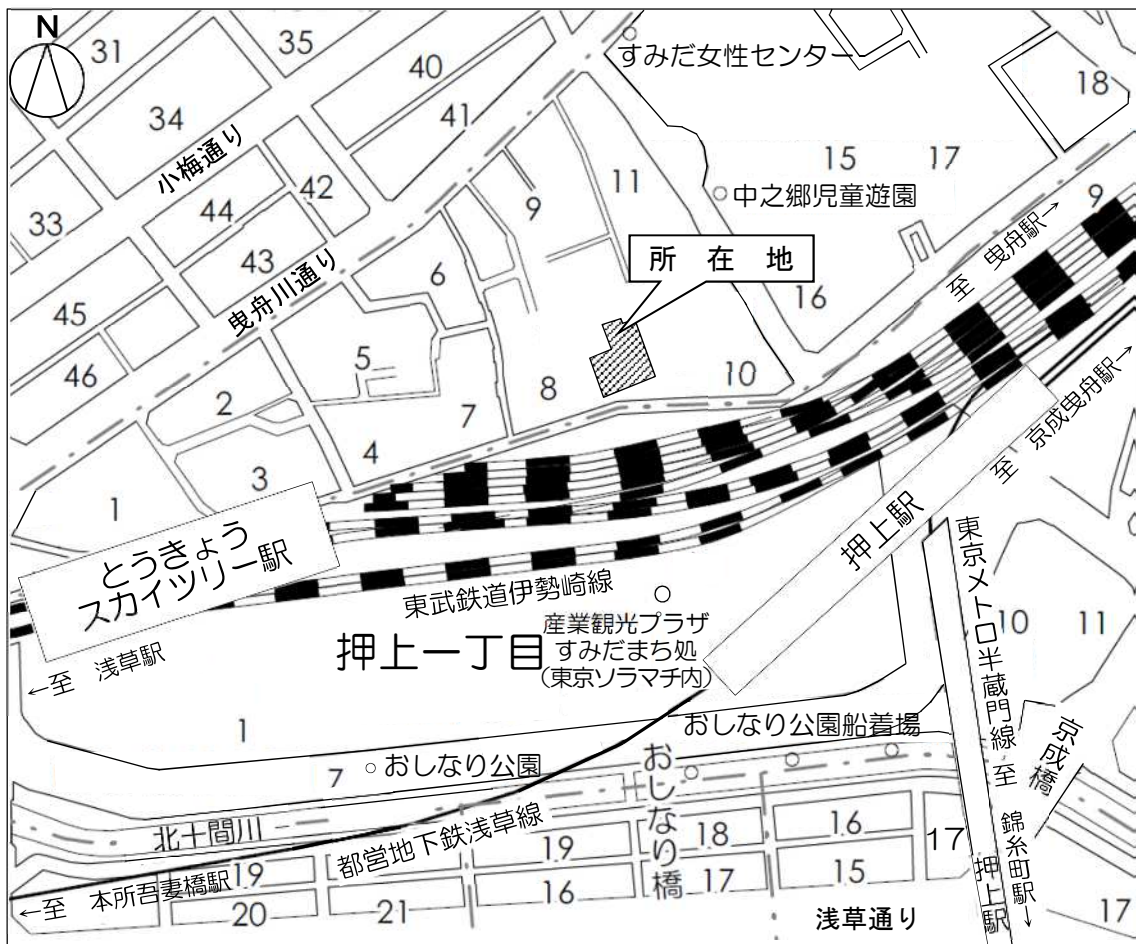 N
31
35
40
すみだ女性センター
18
34
41
小梅通り
15
17
42
11
中之郷児童遊園
9
9
33
44
至 曳舟駅→
43
所 在 地
曳舟川通り
6
16
45
5
46
2
8
10
7
至 京成曳舟駅→
4
3
1
押上駅
とうきょう
スカイツリー駅
東武鉄道伊勢崎線
東京メトロ半蔵門線
至 錦糸町駅→
10
11
産業観光プラザ
すみだまち処
(東京ソラマチ内)
押上一丁目
←至 浅草駅
1
おしなり公園船着場
京成橋
7
おしなり公園
おしなり橋
北十間川
都営地下鉄浅草線
19
19
18
16
17
←至 本所吾妻橋駅
20
21
16
17
15
押上駅
浅草通り
17